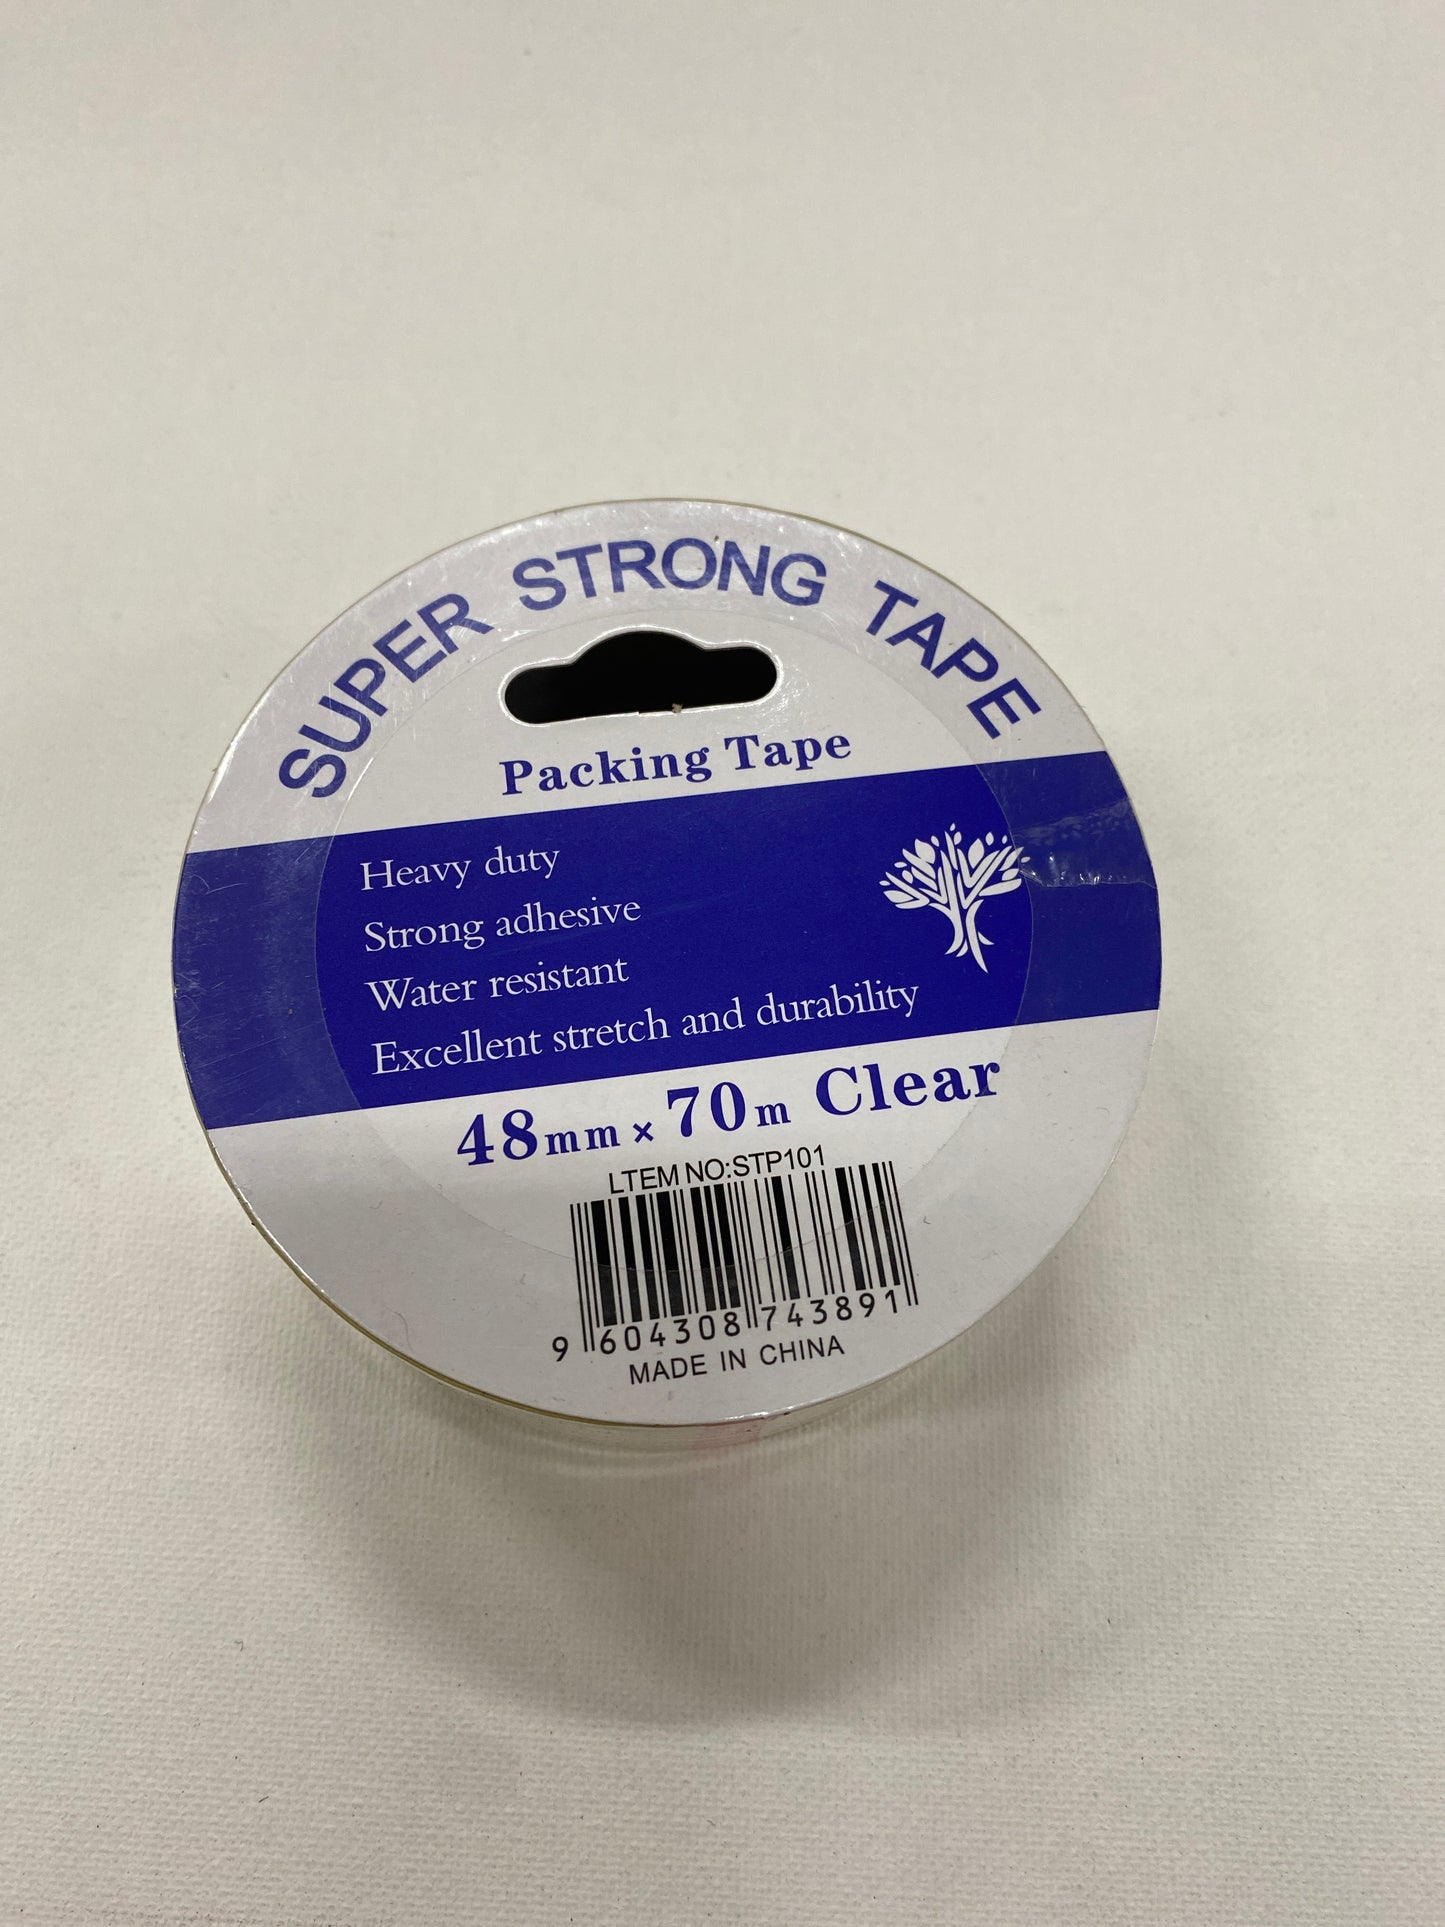 SUPER STRONG TAPE
Packing Tape
Heavy duty
Strong adhesive
Water resistant
Excellent stretch and durability
48mm × 70m Clear
LTEM NO:STP101
9 604308 743891
MADE IN CHINA